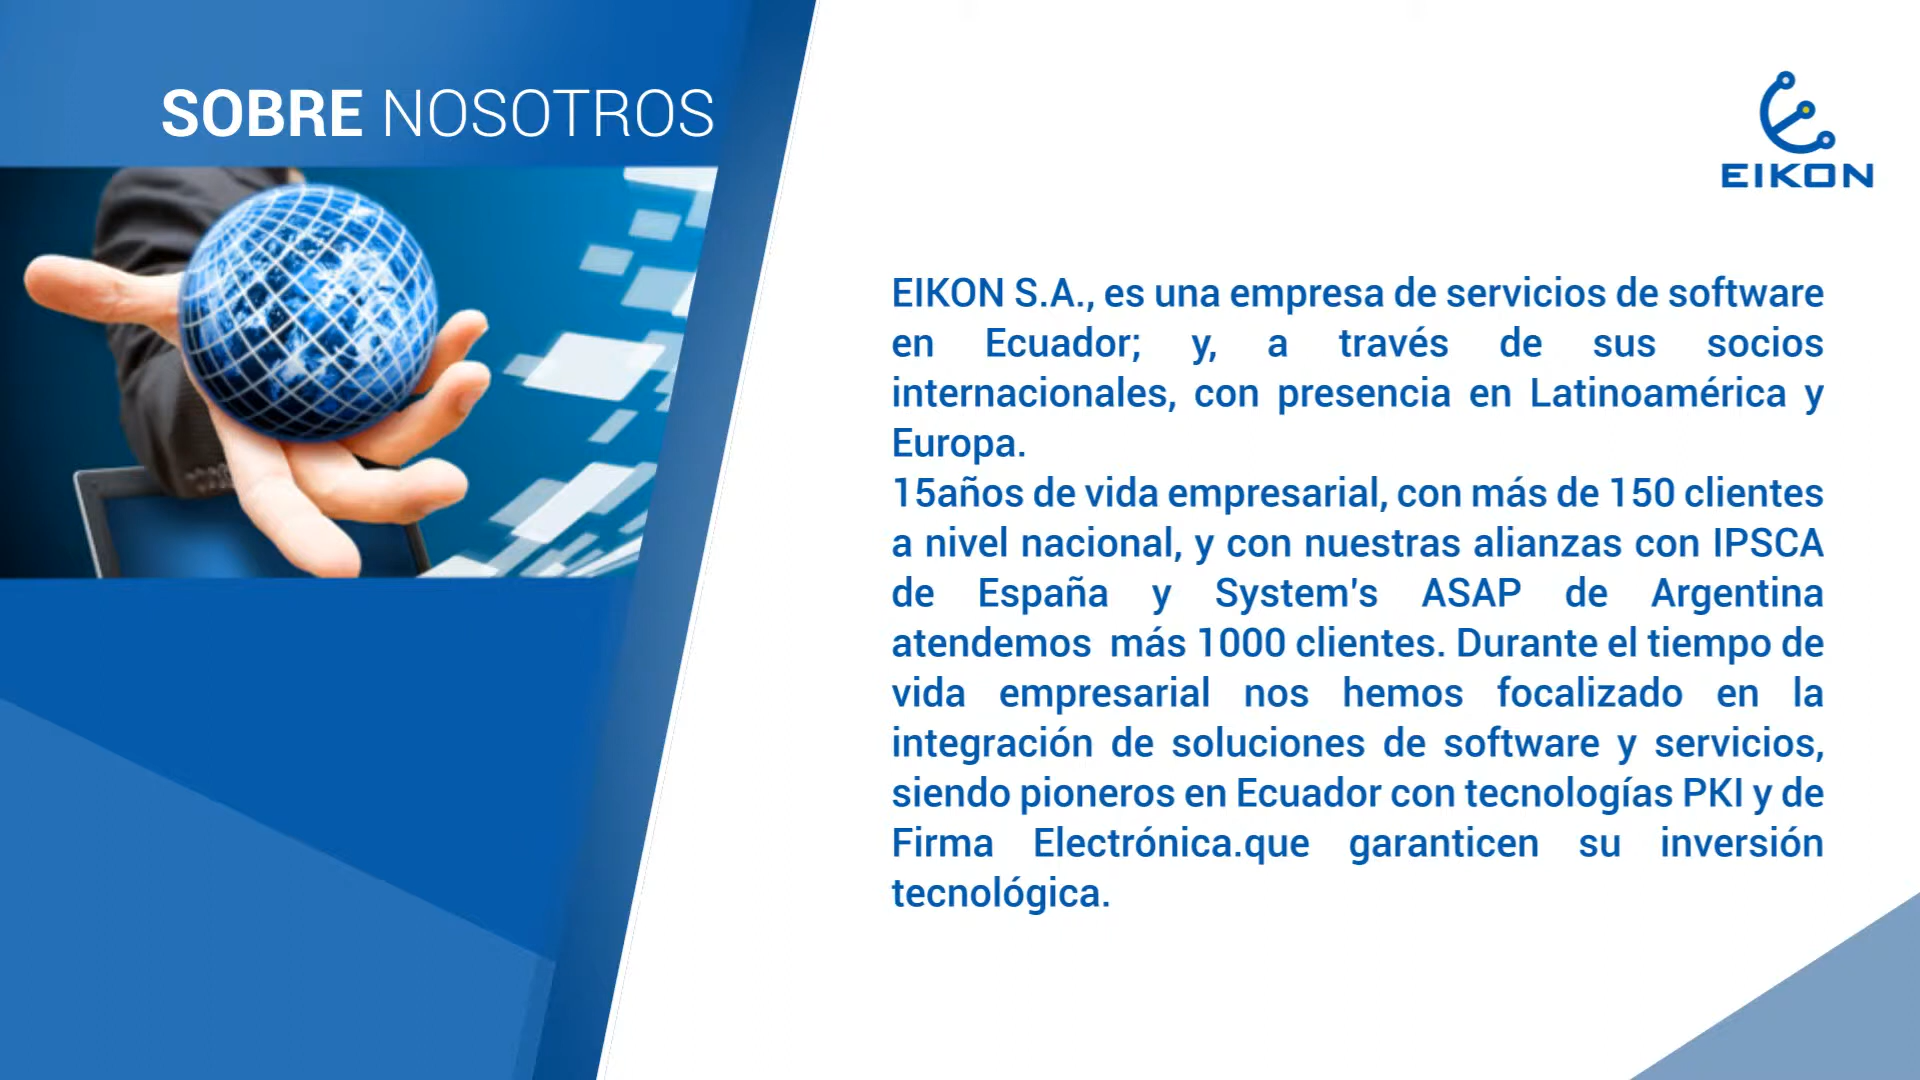 SOBRE NOSOTROS
EIKON
EIKON S.A., es una empresa de servicios de software
en Ecuador; y, a través de sus socios
internacionales, con presencia en Latinoamérica y
Europa.
15años de vida empresarial, con más de 150 clientes
a nivel nacional, y con nuestras alianzas con IPSCA
de España y System's ASAP de Argentina
atendemos  más 1000 clientes. Durante el tiempo de
vida empresarial nos hemos focalizado en la
integración de soluciones de software y servicios,
siendo pioneros en Ecuador con tecnologías PKI y de
Firma Electrónica.que garanticen su inversión
tecnológica.